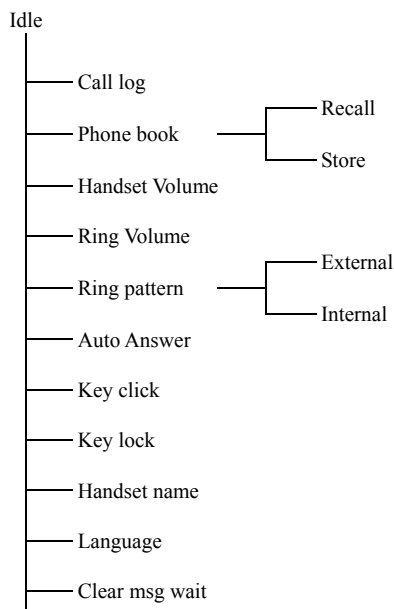 Idle
Call log
Phone book
Recall
Store
Handset Volume
Ring Volume
Ring pattern
External
Internal
Auto Answer
Key click
Key lock
Handset name
Language
Clear msg wait